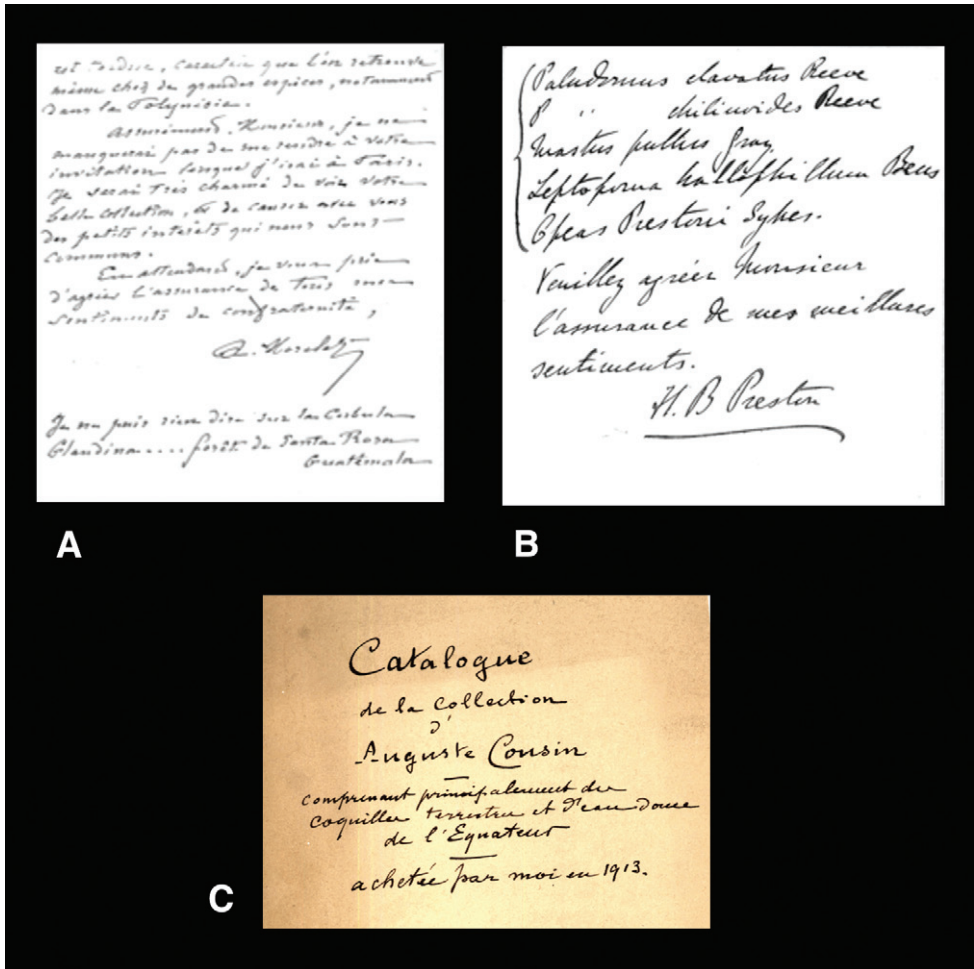 est tordue, caractère que l'on retrouve
même chez de grandes espèces, notamment
dans la Polynésie.
Assurément, Monsieur, je ne
manquerai pas de me rendre à votre
invitation lorsque j'irai à Paris.
Je serai très charmé de voir votre
belle collection, et de causer avec vous
des petits intérêts qui nous sont
communs.
En attendant, je vous prie
d'agréer l'assurance de tous mes
sentiments de confraternité,
A. Morelet
Je ne puis rien dire sur la
Glandina .... forêt de Santa Rosa
Guatemala
A
Paludomus clavatus Reeve
P " chilinoides Reeve
Mastus pullus Gray
Leptopoma Bens
Opeas Prestoni Sykes.
Veuillez agréer Monsieur
l'assurance de mes meillures
sentiments.
H. B Preston
B
Catalogue
de la Collection
d'
Auguste Cousin
comprenant principalement des
coquilles terrestres et d'eau douce
de l'Equateur
achetée par moi en 1913.
C